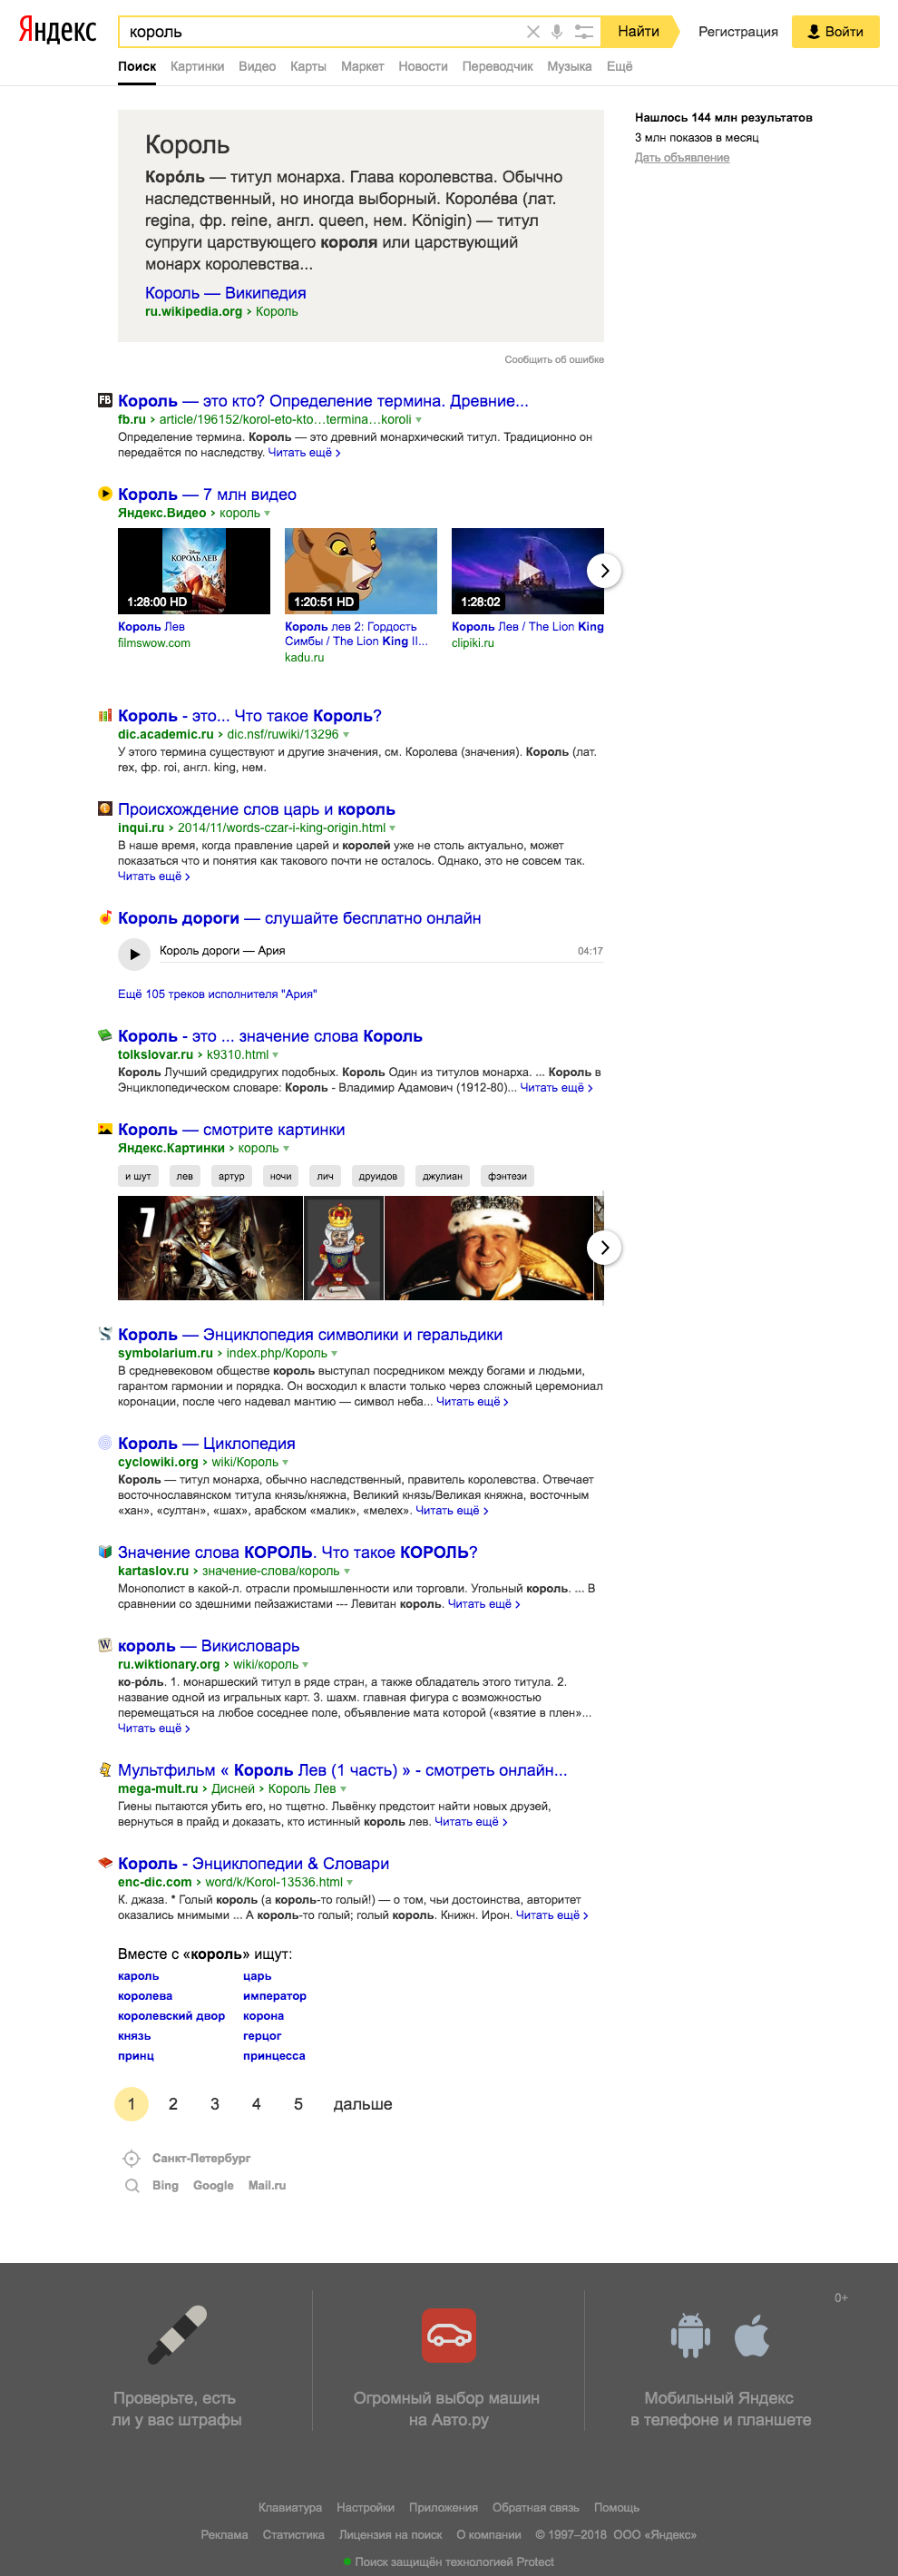 Яндекс
король
Найти
Регистрация
Войти
Поиск Картинки Видео Карты Маркет Новости Переводчик Музыка Ещё
Король
Коро́ль — титул монарха. Глава королевства. Обычно
наследственный, но иногда выборный. Короле́ва (лат.
regina, фр. reine, англ. queen, нем. Königin) — титул
супруги царствующего короля или царствующий
монарх королевства...
Король — Википедия
ru.wikipedia.org › Король
Сообщить об ошибке
Нашлось 144 млн результатов
3 млн показов в месяц
Дать объявление
FB Король — это кто? Определение термина. Древние...
fb.ru › article/196152/korol-eto-kto…termina…koroli
Определение термина. Король — это древний монархический титул. Традиционно он
передаётся по наследству. Читать ещё ›
Король — 7 млн видео
Яндекс.Видео › король
КОРОЛЬ ЛЕВ
1:28:00 HD 1:20:51 HD 1:28:02
Король Лев
filmswow.com
Король лев 2: Гордость
Симбы / The Lion King II...
kadu.ru
Король Лев / The Lion King
clipiki.ru
Король - это... Что такое Король?
dic.academic.ru › dic.nsf/ruwiki/13296
У этого термина существуют и другие значения, см. Королева (значения). Король (лат.
rex, фр. roi, англ. king, нем.
Происхождение слов царь и король
inqui.ru › 2014/11/words-czar-i-king-origin.html
В наше время, когда правление царей и королей уже не столь актуально, может
показаться что и понятия как такового почти не осталось. Однако, это не совсем так.
Читать ещё ›
Король дороги — слушайте бесплатно онлайн
Король дороги — Ария 04:17
Ещё 105 треков исполнителя "Ария"
Король - это ... значение слова Король
tolkslovar.ru › k9310.html
Король Лучший средидругих подобных. Король Один из титулов монарха. ... Король в
Энциклопедическом словаре: Король - Владимир Адамович (1912-80)... Читать ещё ›
Король — смотрите картинки
Яндекс.Картинки › король
и шут лев артур ночи лич друидов джулиан фэнтези
7
Король — Энциклопедия символики и геральдики
symbolarium.ru › index.php/Король
В средневековом обществе король выступал посредником между богами и людьми,
гарантом гармонии и порядка. Он восходил к власти только через сложный церемониал
коронации, после чего надевал мантию — символ неба... Читать ещё ›
Король — Циклопедия
cyclowiki.org › wiki/Король
Король — титул монарха, обычно наследственный, правитель королевства. Отвечает
восточнославянским титула князь/княжна, Великий князь/Великая княжна, восточным
«хан», «султан», «шах», арабском «малик», «мелех». Читать ещё ›
Значение слова КОРОЛЬ. Что такое КОРОЛЬ?
kartaslov.ru › значение-слова/король
Монополист в какой-л. отрасли промышленности или торговли. Угольный король. ... В
сравнении со здешними пейзажистами --- Левитан король. Читать ещё ›
W король — Викисловарь
ru.wiktionary.org › wiki/король
ко-ро́ль. 1. монарший титул в ряде стран, а также обладатель этого титула. 2.
название одной из игральных карт. 3. шахм. главная фигура с возможностью
перемещаться на любое соседнее поле, объявление мата которой («взятие в плен»...
Читать ещё ›
Мультфильм « Король Лев (1 часть) » - смотреть онлайн...
mega-mult.ru › Дисней › Король Лев
Гиены пытаются убить его, но тщетно. Львёнку предстоит найти новых друзей,
вернуться в прайд и доказать, кто истинный король лев. Читать ещё ›
Король - Энциклопедии & Словари
enc-dic.com › word/k/Korol-13536.html
К. джаза. * Голый король (а король-то голый!) — о том, чьи достоинства, авторитет
оказались мнимыми ... А король-то голый; голый король. Книжн. Ирон. Читать ещё ›
Вместе с «король» ищут:
кароль царь
королева император
королевский двор корона
князь герцог
принц принцесса
1 2 3 4 5 дальше
Санкт-Петербург
Bing Google Mail.ru
0+
Проверьте, есть
ли у вас штрафы
Огромный выбор машин
на Авто.ру
Мобильный Яндекс
в телефоне и планшете
Клавиатура Настройки Приложения Обратная связь Помощь
Реклама Статистика Лицензия на поиск О компании © 1997–2018 ООО «Яндекс»
Поиск защищён технологией Protect